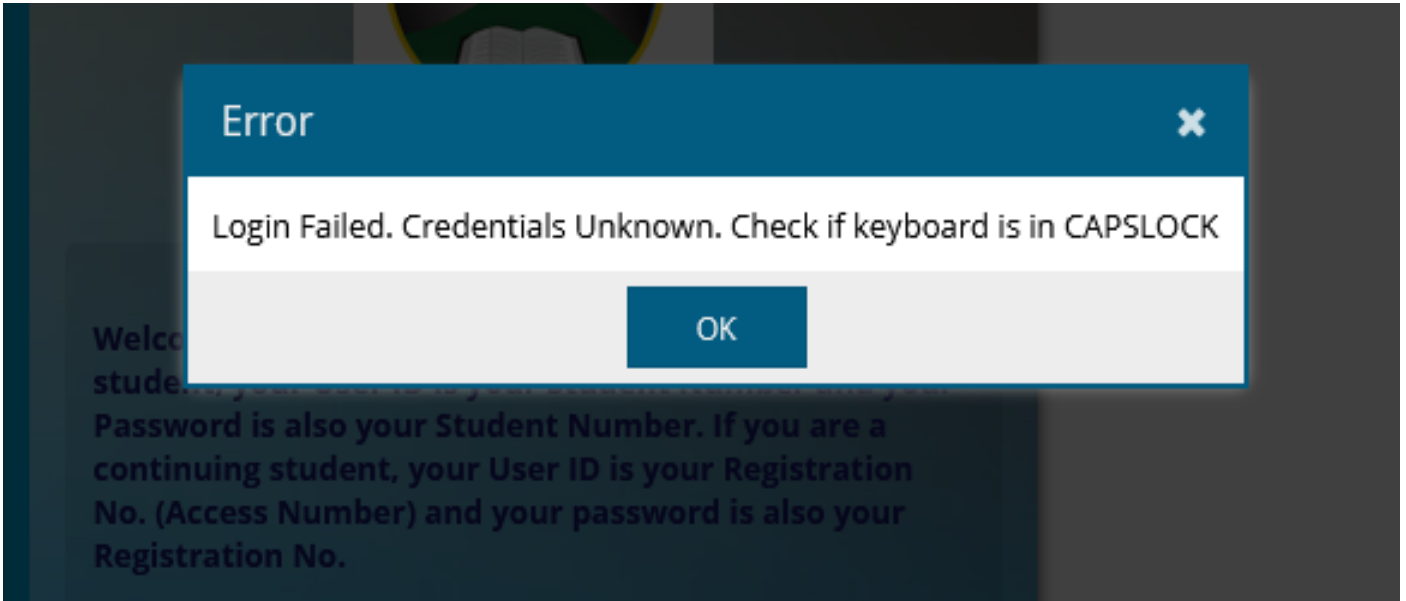 Error
Login Failed. Credentials Unknown. Check if keyboard is in CAPSLOCK
OK
Password is also your Student Number. If you are a
continuing student, your User ID is your Registration
No. (Access Number) and your password is also your
Registration No.